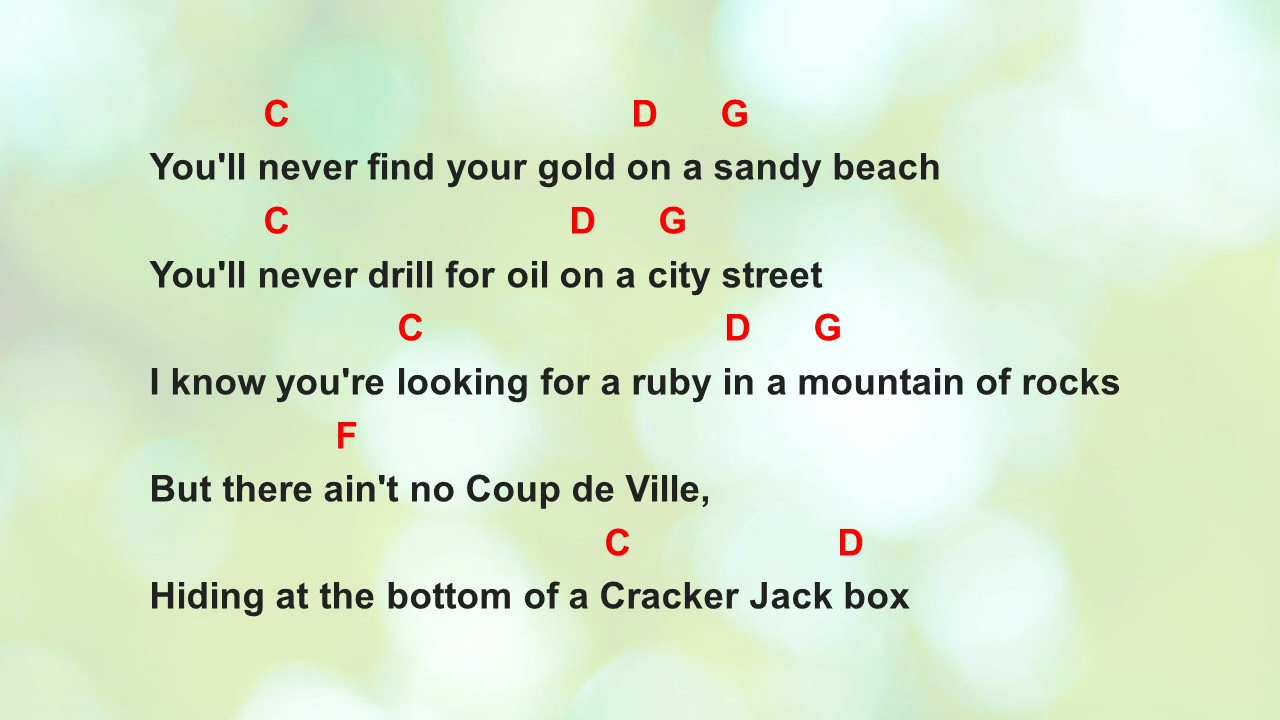 C D G
You'll never find your gold on a sandy beach
C D G
You'll never drill for oil on a city street
C D G
I know you're looking for a ruby in a mountain of rocks
F
But there ain't no Coup de Ville,
C D
Hiding at the bottom of a Cracker Jack box